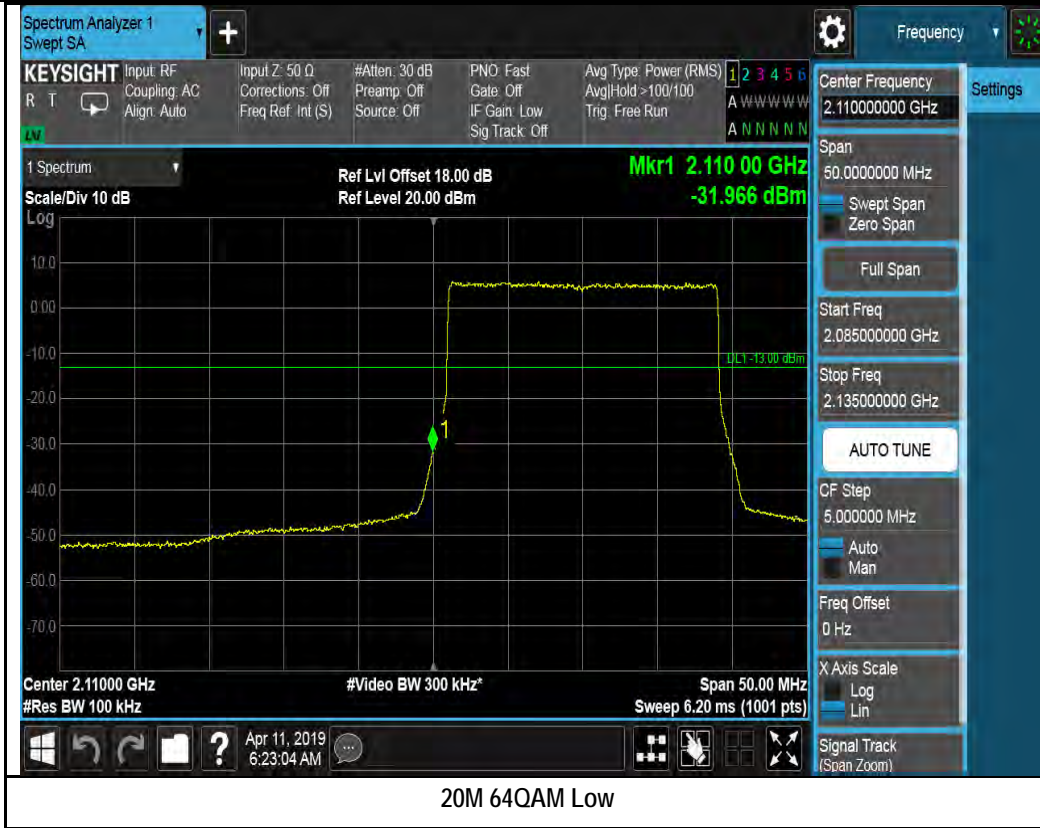 Spectrum Analyzer 1
Swept SA
+
Frequency
KEYSIGHT
R T
LV
Input: RF
Coupling: AC
Align: Auto
Input Z: 50 Ω
Corrections: Off
Freq Ref: Int (S)
#Atten: 30 dB
Preamp: Off
Source: Off
PNO: Fast
Gate: Off
IF Gain: Low
Sig Track: Off
Avg Type: Power (RMS)
Avg|Hold >100/100
Trig: Free Run
1 2 3 4 5 6
A W W W W W
A N N N N N
1 Spectrum
Scale/Div 10 dB
Log
Ref Lvl Offset 18.00 dB
Ref Level 20.00 dBm
Mkr1 2.110 00 GHz
-31.966 dBm
10.0
0.00
-10.0
-20.0
-30.0
-40.0
-50.0
-60.0
-70.0
DL1 -13.00 dBm
1
Center 2.11000 GHz
#Res BW 100 kHz
#Video BW 300 kHz*
Span 50.00 MHz
Sweep 6.20 ms (1001 pts)
?
Apr 11, 2019
6:23:04 AM
Center Frequency
2.110000000 GHz
Settings
Span
50.0000000 MHz
Swept Span
Zero Span
Full Span
Start Freq
2.085000000 GHz
Stop Freq
2.135000000 GHz
AUTO TUNE
CF Step
5.000000 MHz
Auto
Man
Freq Offset
0 Hz
X Axis Scale
Log
Lin
Signal Track
(Span Zoom)
20M 64QAM Low